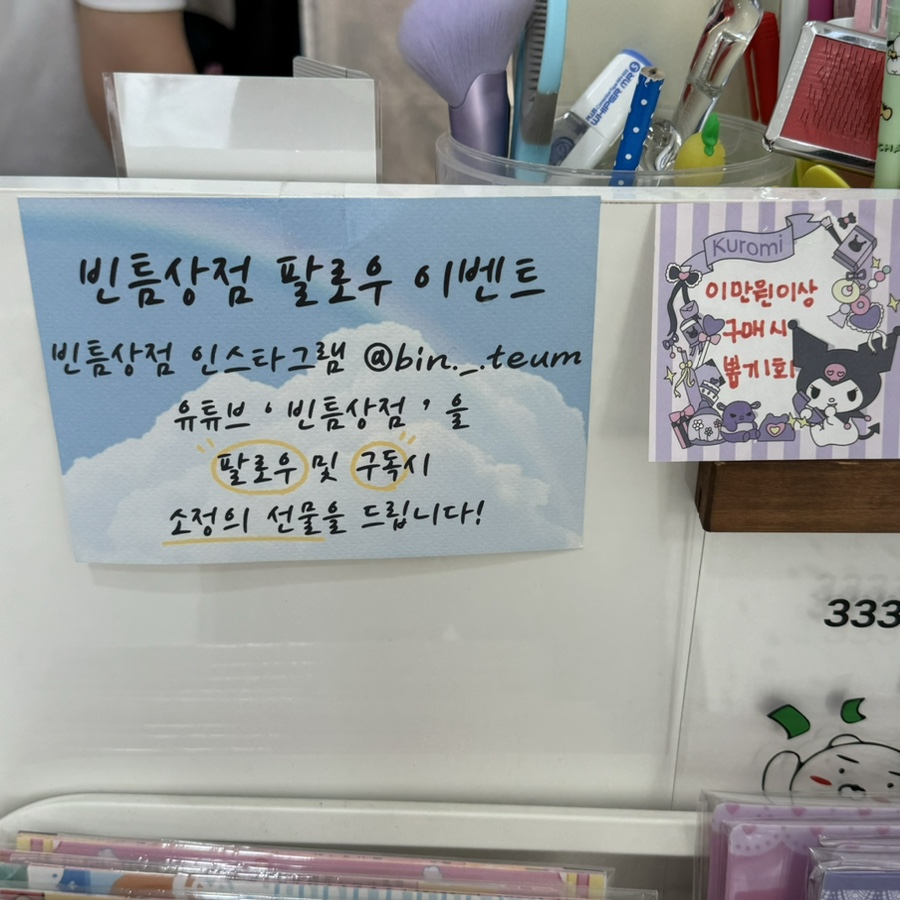 WHIPER MR
빈틈상점 팔로우 이벤트
빈틈상점 인스타그램 @bin._.teum
유튜브 '빈틈상점' 을
팔로우 및 구독시
소정의 선물을 드립니다!
Kuromi
이만원이상
구매시
뽑기1회
333